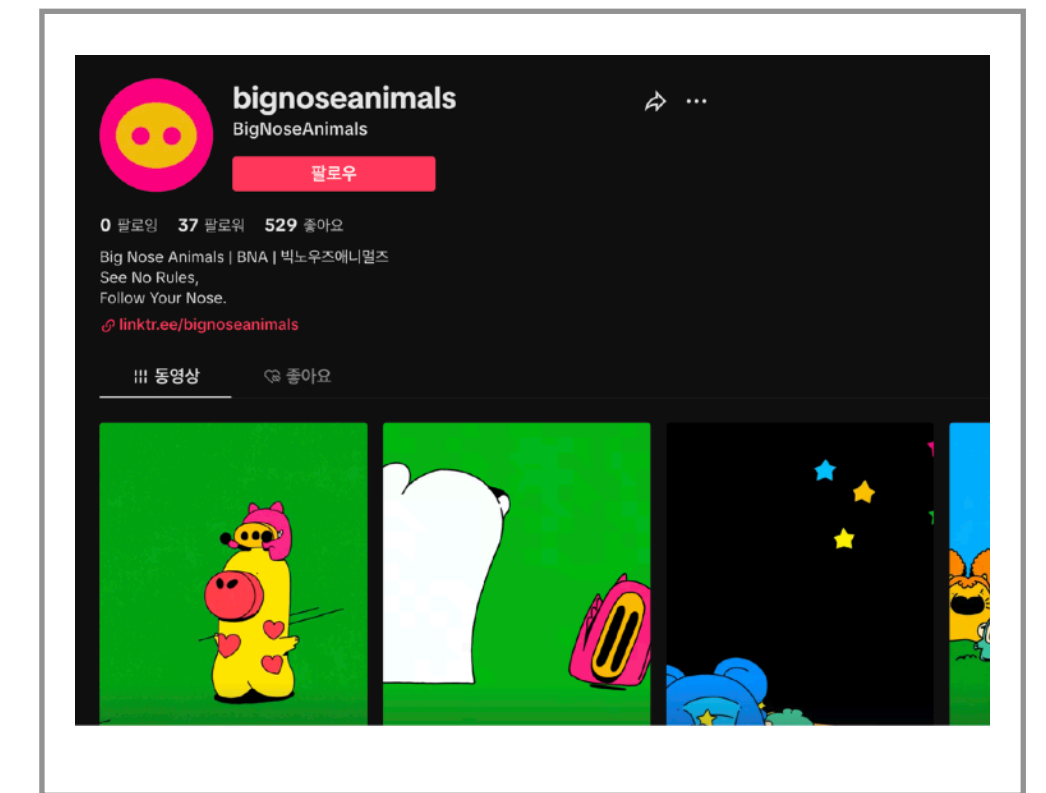 bignoseanimals
BigNoseAnimals
팔로우
0 팔로잉 37 팔로워 529 좋아요
Big Nose Animals | BNA | 빅노우즈애니멀즈
See No Rules,
Follow Your Nose.
linktr.ee/bignoseanimals
동영상 좋아요